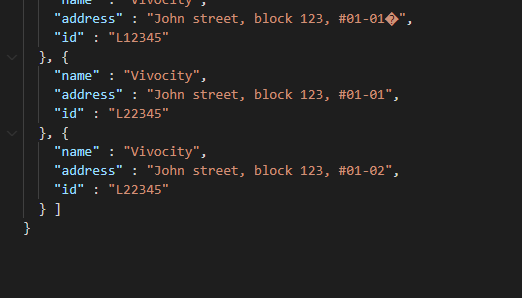 "name" : "Vivocity",
"address" : "John street, block 123, #01-01�",
"id" : "L12345"
}, {
"name" : "Vivocity",
"address" : "John street, block 123, #01-01",
"id" : "L22345"
}, {
"name" : "Vivocity",
"address" : "John street, block 123, #01-02",
"id" : "L22345"
} ]
}